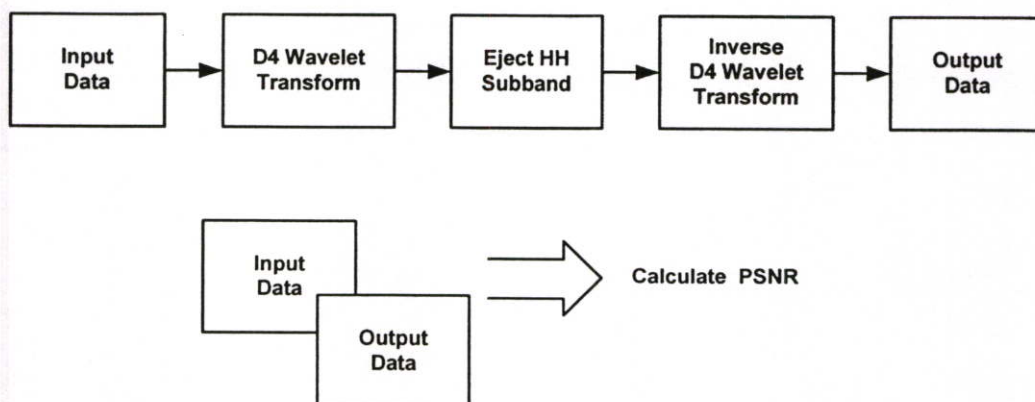 Input
Data
D4 Wavelet
Transform
Eject HH
Subband
Inverse
D4 Wavelet
Transform
Output
Data
Input
Data
Output
Data
Calculate PSNR